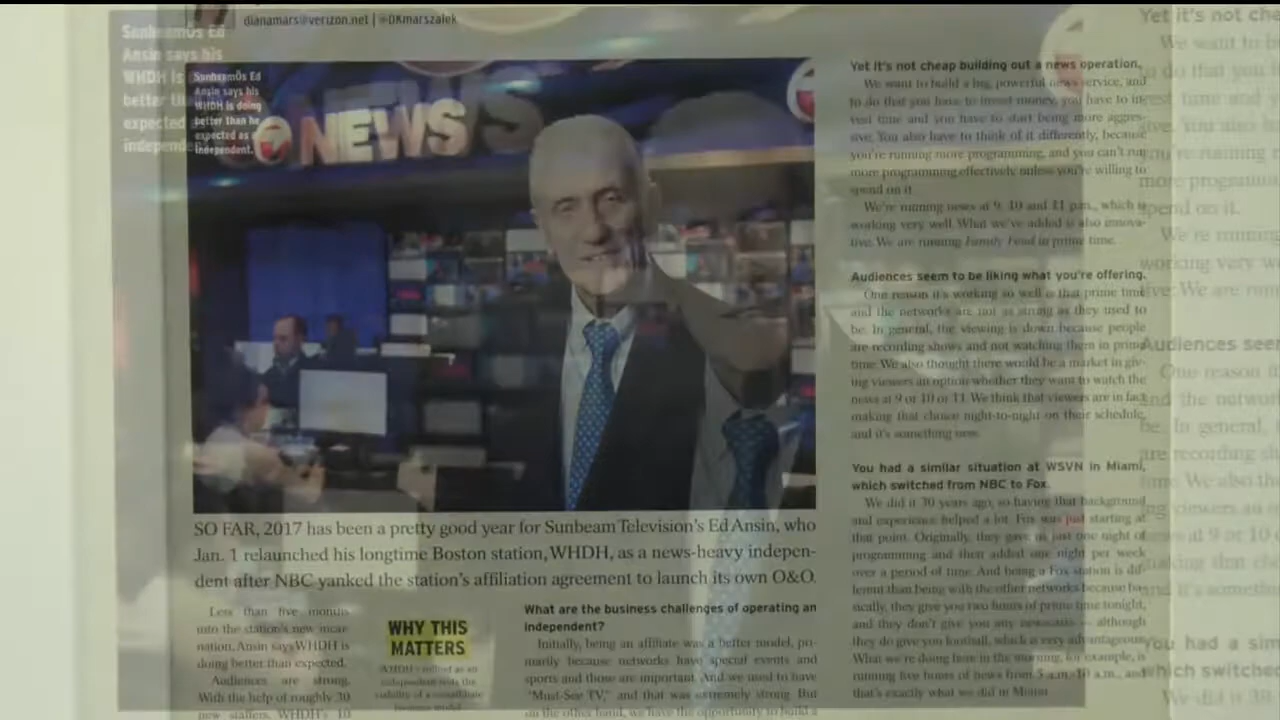 dianamars@verizon.net | @DKmarszalek
SunbeamÕs Ed
Ansin says his
WHDH is doing
better than he
expected as
independent.
7 NEWS
SO FAR, 2017 has been a pretty good year for Sunbeam Television's Ed Ansin, who
Jan. 1 relaunched his longtime Boston station, WHDH, as a news-heavy indepen-
dent after NBC yanked the station's affiliation agreement to launch its own O&O.
Less than five months
into the station's new incar-
nation, Ansin says WHDH is
doing better than expected.
Audiences are strong.
With the help of roughly 30
new staffers, WHDH's 10
WHY THIS
MATTERS
What are the business challenges of operating an
independent?
Initially, being an affiliate was a better model, pri-
marily because networks have special events and
sports and those are important. And we used to have
"Must-See TV," and that was extremely strong. But
on the other hand, we have the opportunity to build a
Yet it's not cheap building out a news operation.
We want to build a big, powerful news service, and
to do that you have to invest money, you have to in-
vest time and you have to start being more aggres-
sive. You also have to think of it differently, because
you're running more programming, and you can't run
more programming effectively unless you're willing to
spend on it.
We're running news at 9, 10 and 11 p.m., which is
working very well. What we've added is also innova-
tive. We are running Family Feud in prime time.
Audiences seem to be liking what you're offering.
One reason it's working so well is that prime time
and the networks are not as strong as they used to
be. In general, the viewing is down because people
are recording shows and not watching them in prime
time. We also thought there would be a market in giv-
ing viewers an option whether they want to watch the
news at 9 or 10 or 11. We think that viewers are in fact
making that choice night-to-night on their schedule,
and it's something new.
You had a similar situation at WSVN in Miami,
which switched from NBC to Fox.
We did it 30 years ago, so having that background
and experience helped a lot. Fox was just starting at
that point. Originally, they gave us just one night of
programming and then added one night per week
over a period of time. And being a Fox station is dif-
ferent than being with the other networks because ba-
sically, they give you two hours of prime time tonight,
and they don't give you any newscasts — although
they do give you football, which is very advantageous.
What we're doing here in the morning, for example, is
running five hours of news from 5 a.m.-10 a.m., and
that's exactly what we did in Miami.